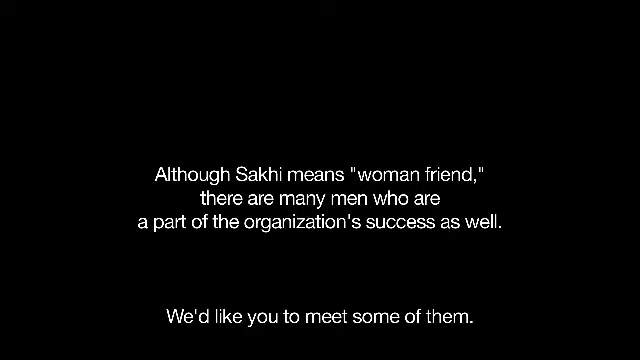 Although Sakhi means "woman friend,"
there are many men who are
a part of the organization's success as well.
We'd like you to meet some of them.